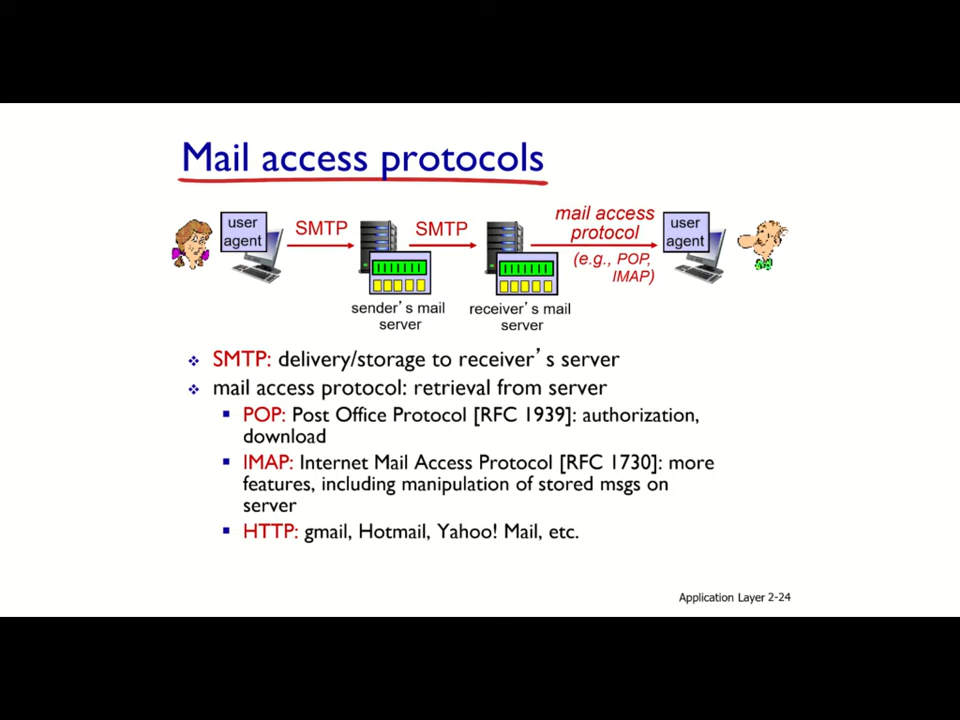 Mail access protocols
user
agent
SMTP
SMTP
mail access
protocol
(e.g., POP,
IMAP)
user
agent
sender’s mail
server
receiver’s mail
server
SMTP: delivery/storage to receiver’s server
mail access protocol: retrieval from server
POP: Post Office Protocol [RFC 1939]: authorization,
download
IMAP: Internet Mail Access Protocol [RFC 1730]: more
features, including manipulation of stored msgs on
server
HTTP: gmail, Hotmail, Yahoo! Mail, etc.
Application Layer 2-24